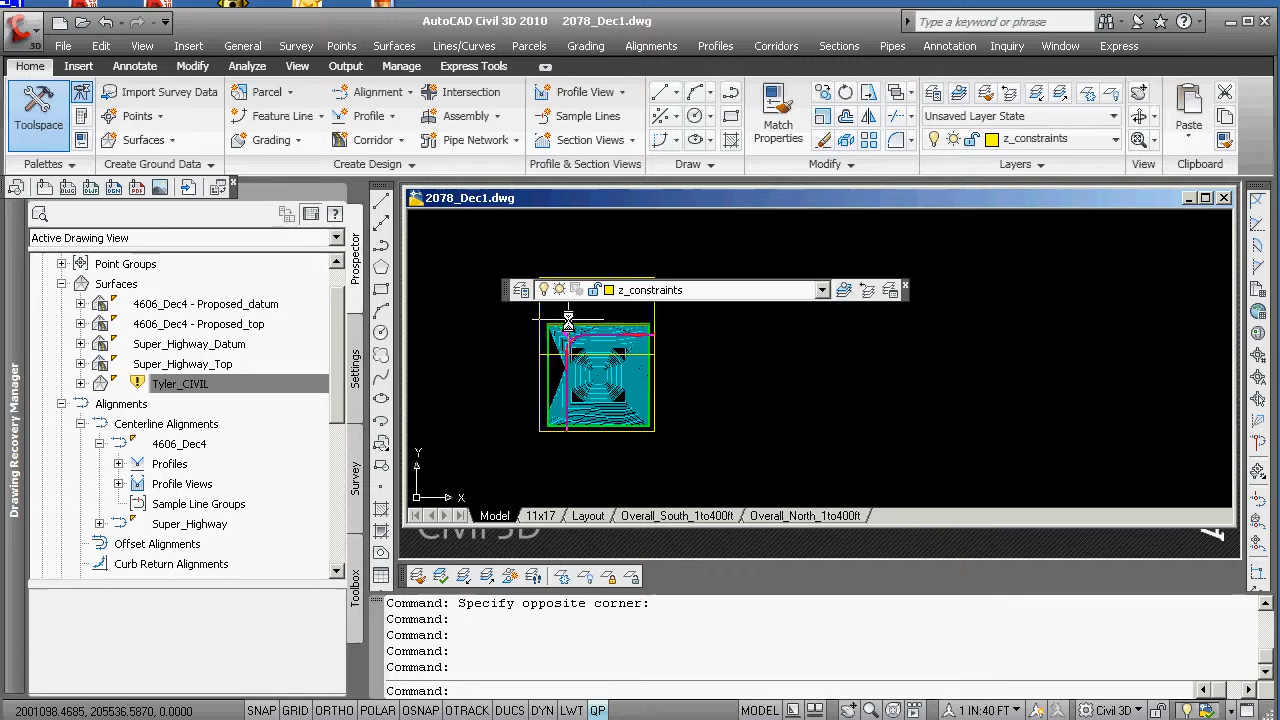 AutoCAD Civil 3D 2010 2078_Dec1.dwg
Type a keyword or phrase
3D
File Edit View Insert General Survey Points Surfaces Lines/Curves Parcels Grading Alignments Profiles Corridors Sections Pipes Annotation Inquiry Window Express
Home Insert Annotate Modify Analyze View Output Manage Express Tools
Toolspace
Import Survey Data
Points
Surfaces
Parcel
Feature Line
Grading
Alignment
Profile
Corridor
Intersection
Assembly
Pipe Network
Profile View
Sample Lines
Section Views
Match
Properties
Unsaved Layer State
z_constraints
Paste
Palettes Create Ground Data Create Design Profile & Section Views Draw Modify Layers View Clipboard
Active Drawing View
Point Groups
Surfaces
4606_Dec4 - Proposed_datum
4606_Dec4 - Proposed_top
Super_Highway_Datum
Super_Highway_Top
Tyler_CIVIL
Alignments
Centerline Alignments
4606_Dec4
Profiles
Profile Views
Sample Line Groups
Super_Highway
Offset Alignments
Curb Return Alignments
Drawing Recovery Manager
Prospector
Settings
Survey
Toolbox
2078_Dec1.dwg
z_constraints
Y
X
Model 11x17 Layout Overall_South_1to400ft Overall_North_1to400ft
CIVIL 3D
Command: Specify opposite corner:
Command:
Command:
Command:
Command:
Command:
2001098.4685, 205536.5870, 0.0000 SNAP GRID ORTHO POLAR OSNAP OTRACK DUCS DYN LWT QP MODEL 1 IN:40 Civil 3D